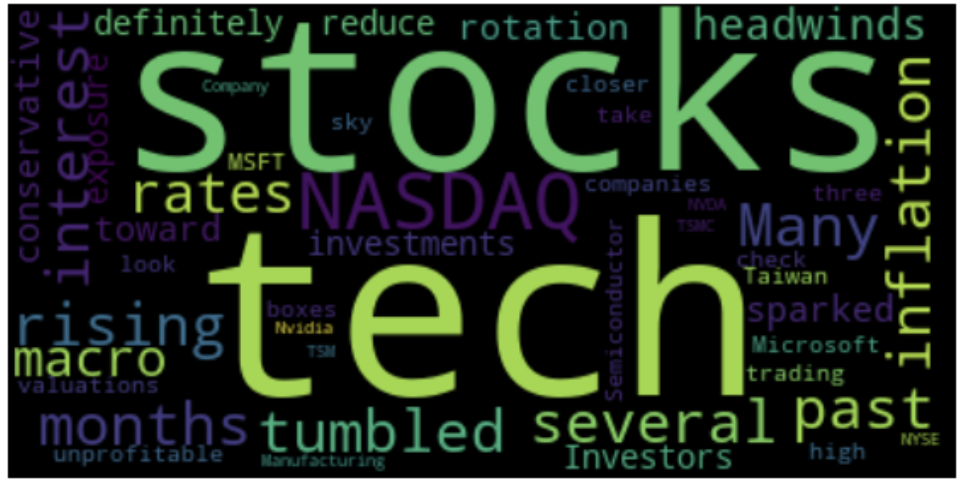 definitely
reduce
rotation
headwinds
conservative
interest
exposure
stocks
Company
closer
sky
take
inflation
MSFT
rates
NASDAQ
companies
three
NVDA
toward
TSMC
Many
investments
look
check
tech
Semiconductor
Taiwan
rising
boxes
sparked
Nvidia
macro
TSM
Microsoft
valuations
trading
months
tumbled
several
past
unprofitable
Manufacturing
Investors
high
NYSE